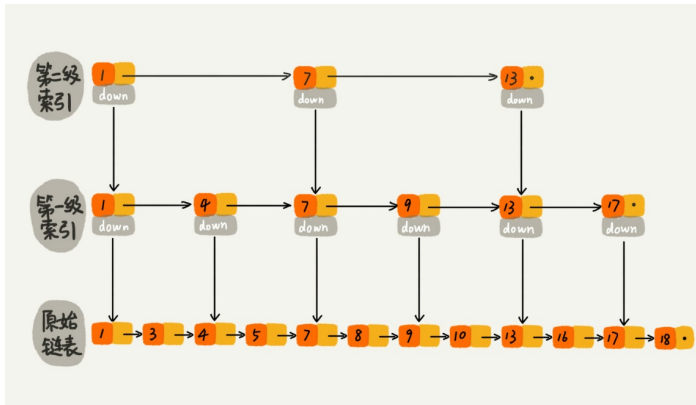 第二级
索引
1 7 13
down down down
第一级
索引
1 4 7 9 13 17
down down down down down down
原始
链表
1 3 4 5 7 8 9 10 13 16 17 18